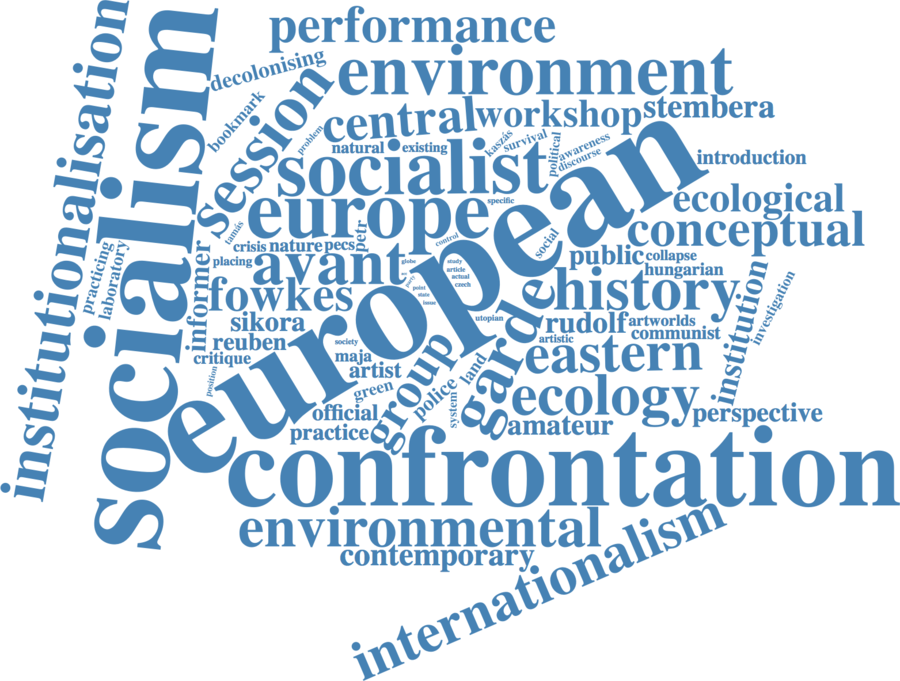 performance
decolonising
environment
institutionalisation
socialism
bookmark
session
problem
central
workshop
stembera
natural
existing
kaszás
survival
political
awareness
discourse
introduction
socialist
european
specific
ecological
europe
conceptual
tamás
crisis
nature
pecs
petr
control
social
public
collapse
hungarian
placing
avant
globe
study
article
actual
czech
practicing
laboratory
informer
fowkes
point
state
issue
garde
history
institution
investigation
utopian
sikora
rudolf
artworlds
communist
reuben
society
artistic
critique
maja
artist
eastern
position
green
group
police
land
system
official
ecology
perspective
practice
amateur
confrontation
environmental
contemporary
internationalism